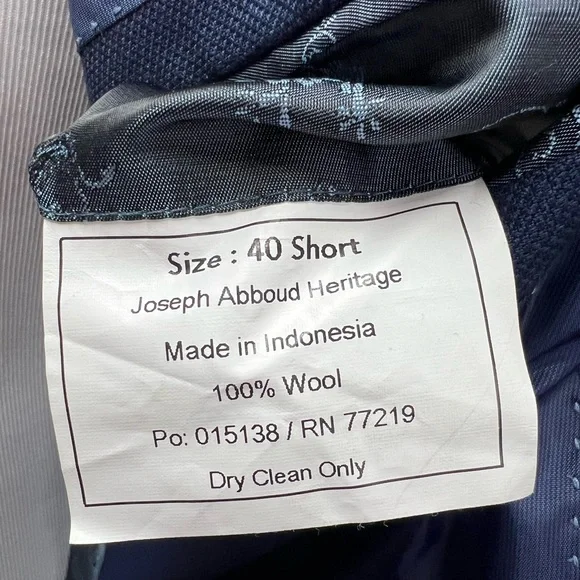 Size : 40 Short
Joseph Abboud Heritage
Made in Indonesia
100% Wool
Po: 015138 / RN 77219
Dry Clean Only